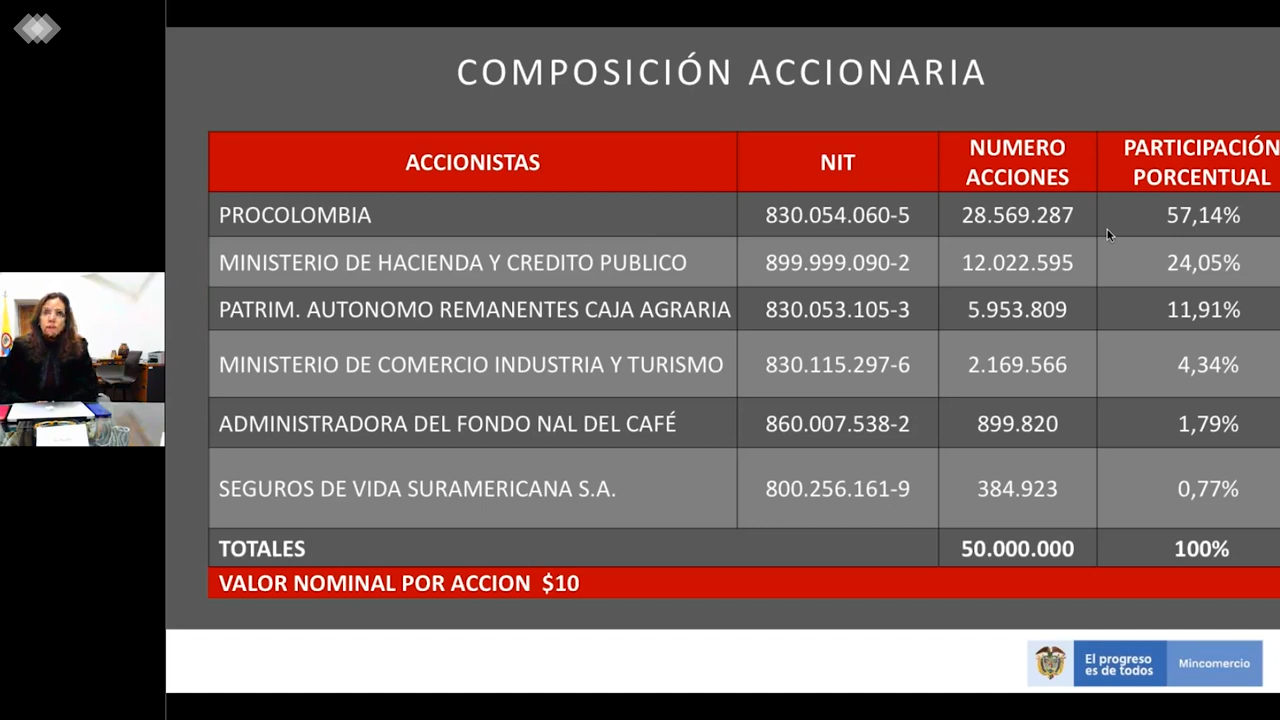 COMPOSICIÓN ACCIONARIA
ACCIONISTAS NIT NUMERO ACCIONES PARTICIPACIÓN PORCENTUAL
PROCOLOMBIA 830.054.060-5 28.569.287 57,14%
MINISTERIO DE HACIENDA Y CREDITO PUBLICO 899.999.090-2 12.022.595 24,05%
PATRIM. AUTONOMO REMANENTES CAJA AGRARIA 830.053.105-3 5.953.809 11,91%
MINISTERIO DE COMERCIO INDUSTRIA Y TURISMO 830.115.297-6 2.169.566 4,34%
ADMINISTRADORA DEL FONDO NAL DEL CAFÉ 860.007.538-2 899.820 1,79%
SEGUROS DE VIDA SURAMERICANA S.A. 800.256.161-9 384.923 0,77%
TOTALES 50.000.000 100%
VALOR NOMINAL POR ACCION $10
El progreso
es de todos
Mincomercio